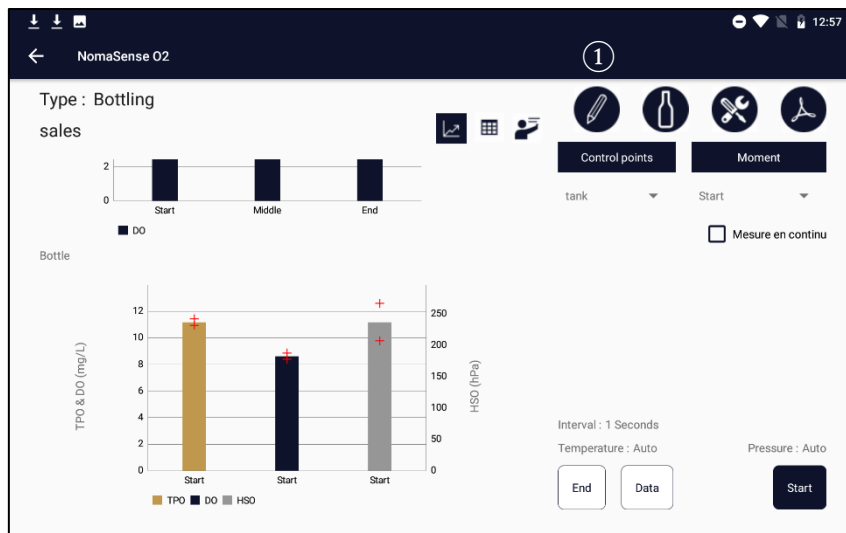 12:57
NomaSense O2
①
Type : Bottling
sales
Control points
Moment
tank
Start
Mesure en continu
2
0
Start
Middle
End
DO
Bottle
TPO & DO (mg/L)
12
10
8
6
4
2
0
250
200
150
100
50
0
HSO (hPa)
Start
Start
Start
TPO DO HSO
Interval : 1 Seconds
Temperature : Auto
Pressure : Auto
End
Data
Start